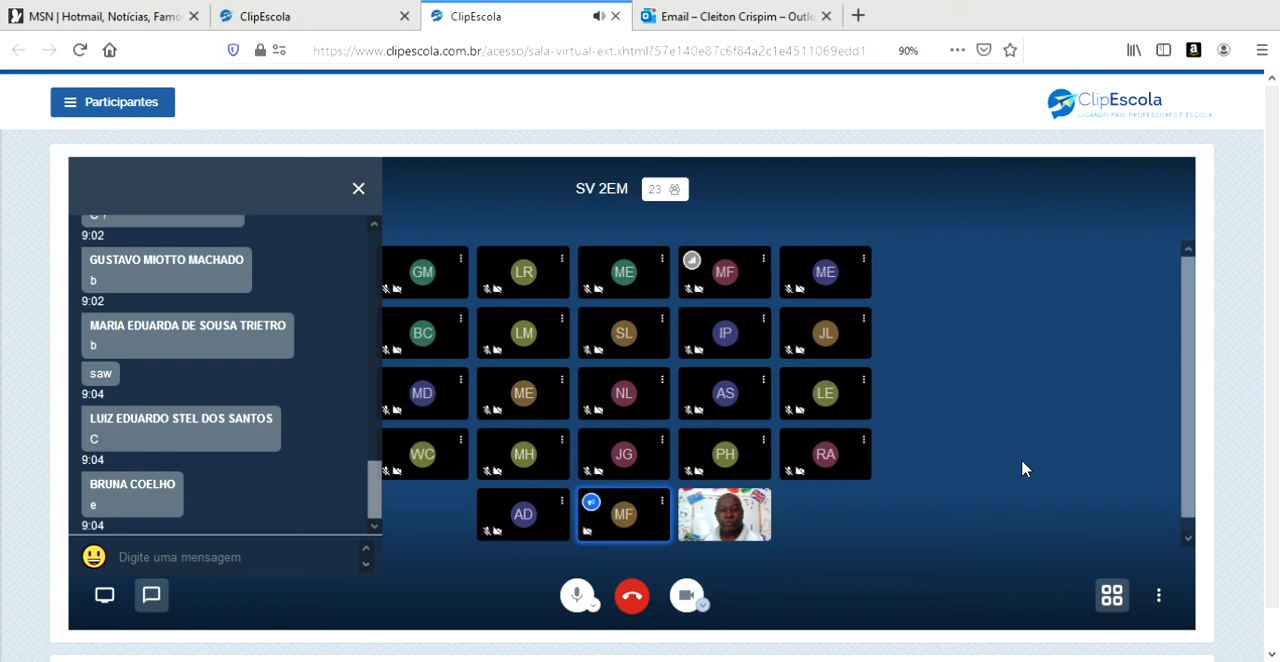 MSN | Hotmail, Notícias, Famo
ClipEscola
ClipEscola
Email – Cleiton Crispim – Outlo
https://www.clipescola.com.br/acesso/sala-virtual-ext.xhtml?57e140e87c6f84a2c1e4511069edd1
90%
Participantes
ClipEscola
LIGANDO PAIS, PROFESSORES E ESCOLA
SV 2EM
23
9:02
GUSTAVO MIOTTO MACHADO
b
9:02
MARIA EDUARDA DE SOUSA TRIETRO
b
saw
9:04
LUIZ EDUARDO STEL DOS SANTOS
C
9:04
BRUNA COELHO
e
9:04
Digite uma mensagem
GM LR ME MF ME
BC LM SL IP JL
MD ME NL AS LE
WC MH JG PH RA
AD MF